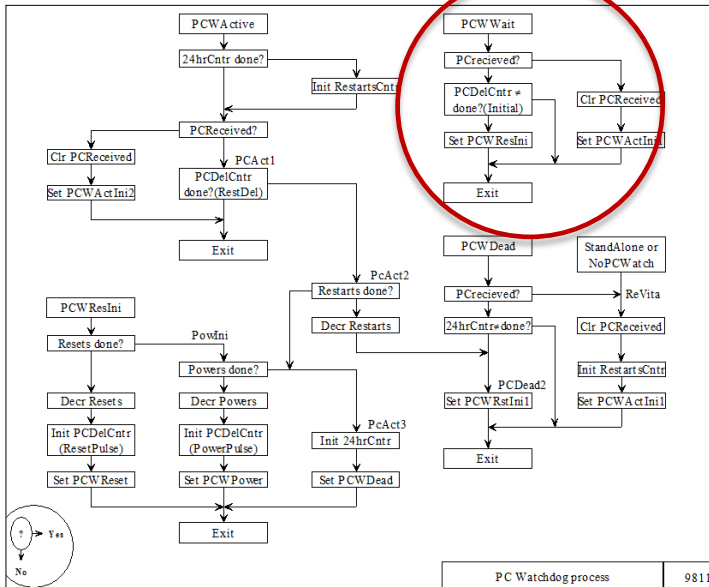 PCWActive
24hrCntr done?
Init RestartsCntr
PCReceived?
Clr PCReceived
Set PCWActIni2
PCAct1
PCDelCntr
done?(RestDel)
Exit
PCWWait
PCrecieved?
PCDelCntr ≠
done?(Initial)
Clr PCReceived
Set PCWResIni
Set PCWActIni1
Exit
PcAct2
Restarts done?
Decr Restarts
PCWDead
StandAlone or
NoPCWatch
PCrecieved?
ReVita
24hrCntr≠done?
Clr PCReceived
Init RestartsCntr
PCDead2
Set PCWRstIni1
Set PCWActIni1
Exit
PCWResIni
Resets done?
PowIni
Powers done?
Decr Resets
Decr Powers
PcAct3
Init PCDelCntr
(ResetPulse)
Init PCDelCntr
(PowerPulse)
Init 24hrCntr
Set PCWReset
Set PCWPower
Set PCWDead
Exit
? Yes
No
PC Watchdog process
9811